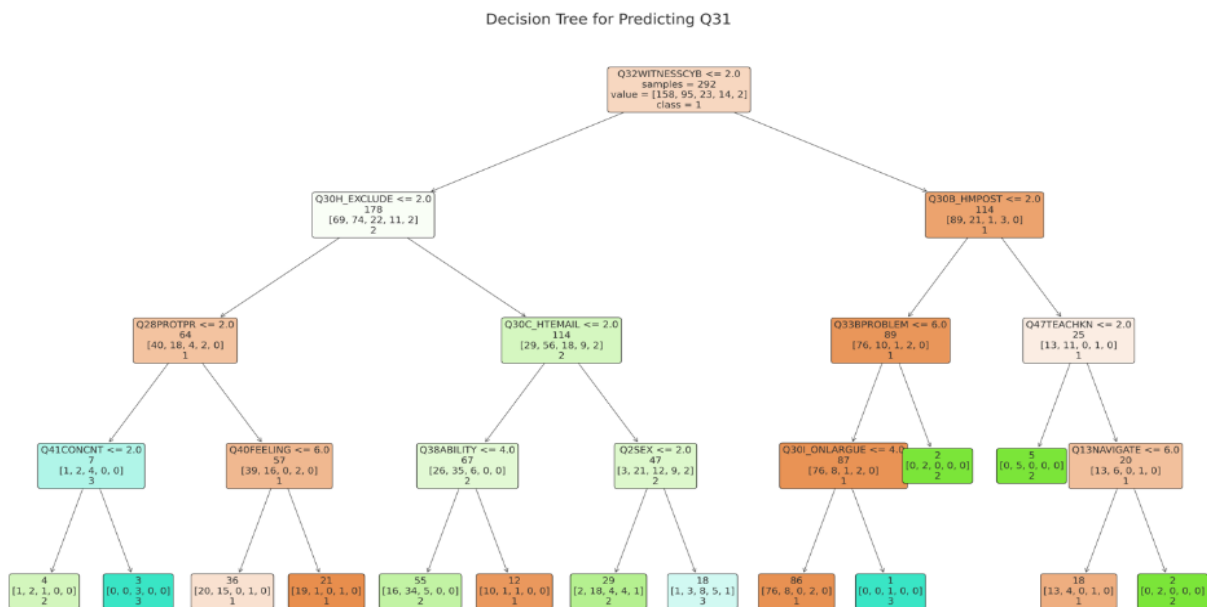 Decision Tree for Predicting Q31
Q32WITNESSCYB <= 2.0
samples = 292
value = [158, 95, 23, 14, 2]
class = 1
Q30H_EXCLUDE <= 2.0
178
[69, 74, 22, 11, 2]
2
Q30B_HMPOST <= 2.0
114
[89, 21, 1, 3, 0]
1
Q28PROTPR <= 2.0
64
[40, 18, 4, 2, 0]
1
Q30C_HTEMAIL <= 2.0
114
[29, 56, 18, 9, 2]
2
Q33BPROBLEM <= 6.0
89
[76, 10, 1, 2, 0]
1
Q47TEACHKN <= 2.0
25
[13, 11, 0, 1, 0]
1
Q41CONCNT <= 2.0
7
[1, 2, 4, 0, 0]
3
Q40FEELING <= 6.0
57
[39, 16, 0, 2, 0]
1
Q38ABILITY <= 4.0
67
[26, 35, 6, 0, 0]
2
Q2SEX <= 2.0
47
[3, 21, 12, 9, 2]
2
Q30I_ONLARGUE <= 4.0
87
[76, 8, 1, 2, 0]
1
2
[0, 2, 0, 0, 0]
2
5
[0, 5, 0, 0, 0]
2
Q13NAVIGATE <= 6.0
20
[13, 6, 0, 1, 0]
1
4
[1, 2, 1, 0, 0]
2
3
[0, 0, 3, 0, 0]
3
36
[20, 15, 0, 1, 0]
1
21
[19, 1, 0, 1, 0]
1
55
[16, 34, 5, 0, 0]
2
12
[10, 1, 1, 0, 0]
1
29
[2, 18, 4, 4, 1]
2
18
[1, 3, 8, 5, 1]
3
86
[76, 8, 0, 2, 0]
1
1
[0, 0, 1, 0, 0]
3
18
[13, 4, 0, 1, 0]
1
2
[0, 2, 0, 0, 0]
2